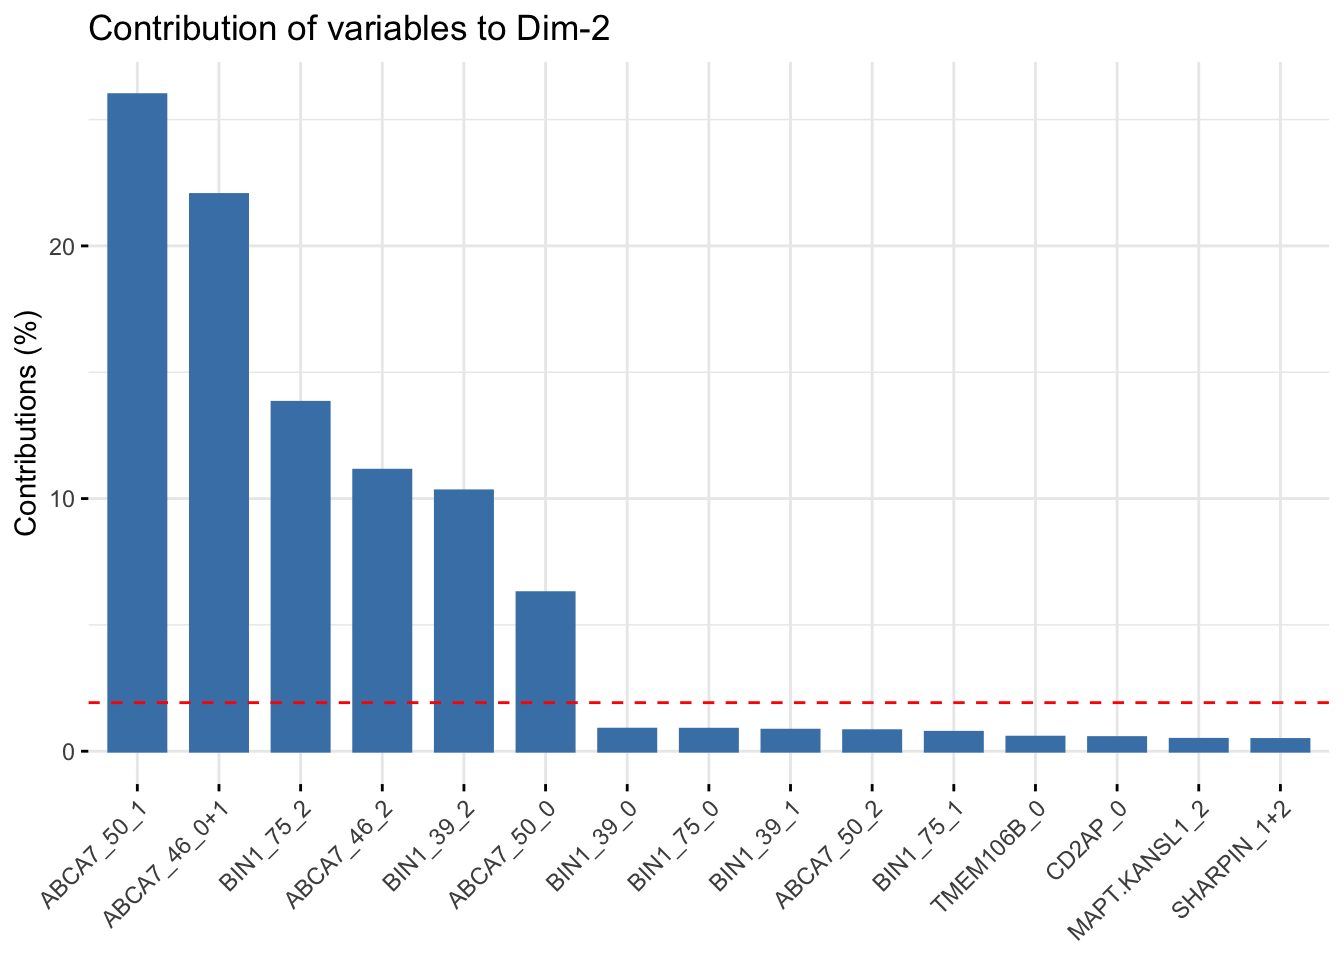 Contribution of variables to Dim-2
Contributions (%)
20
10
0
ABCA7_50_1
ABCA7_46_0+1
BIN1_75_2
ABCA7_46_2
BIN1_39_2
ABCA7_50_0
BIN1_39_0
BIN1_75_0
BIN1_39_1
ABCA7_50_2
BIN1_75_1
TMEM106B_0
CD2AP_0
MAPT.KANSL1_2
SHARPIN_1+2